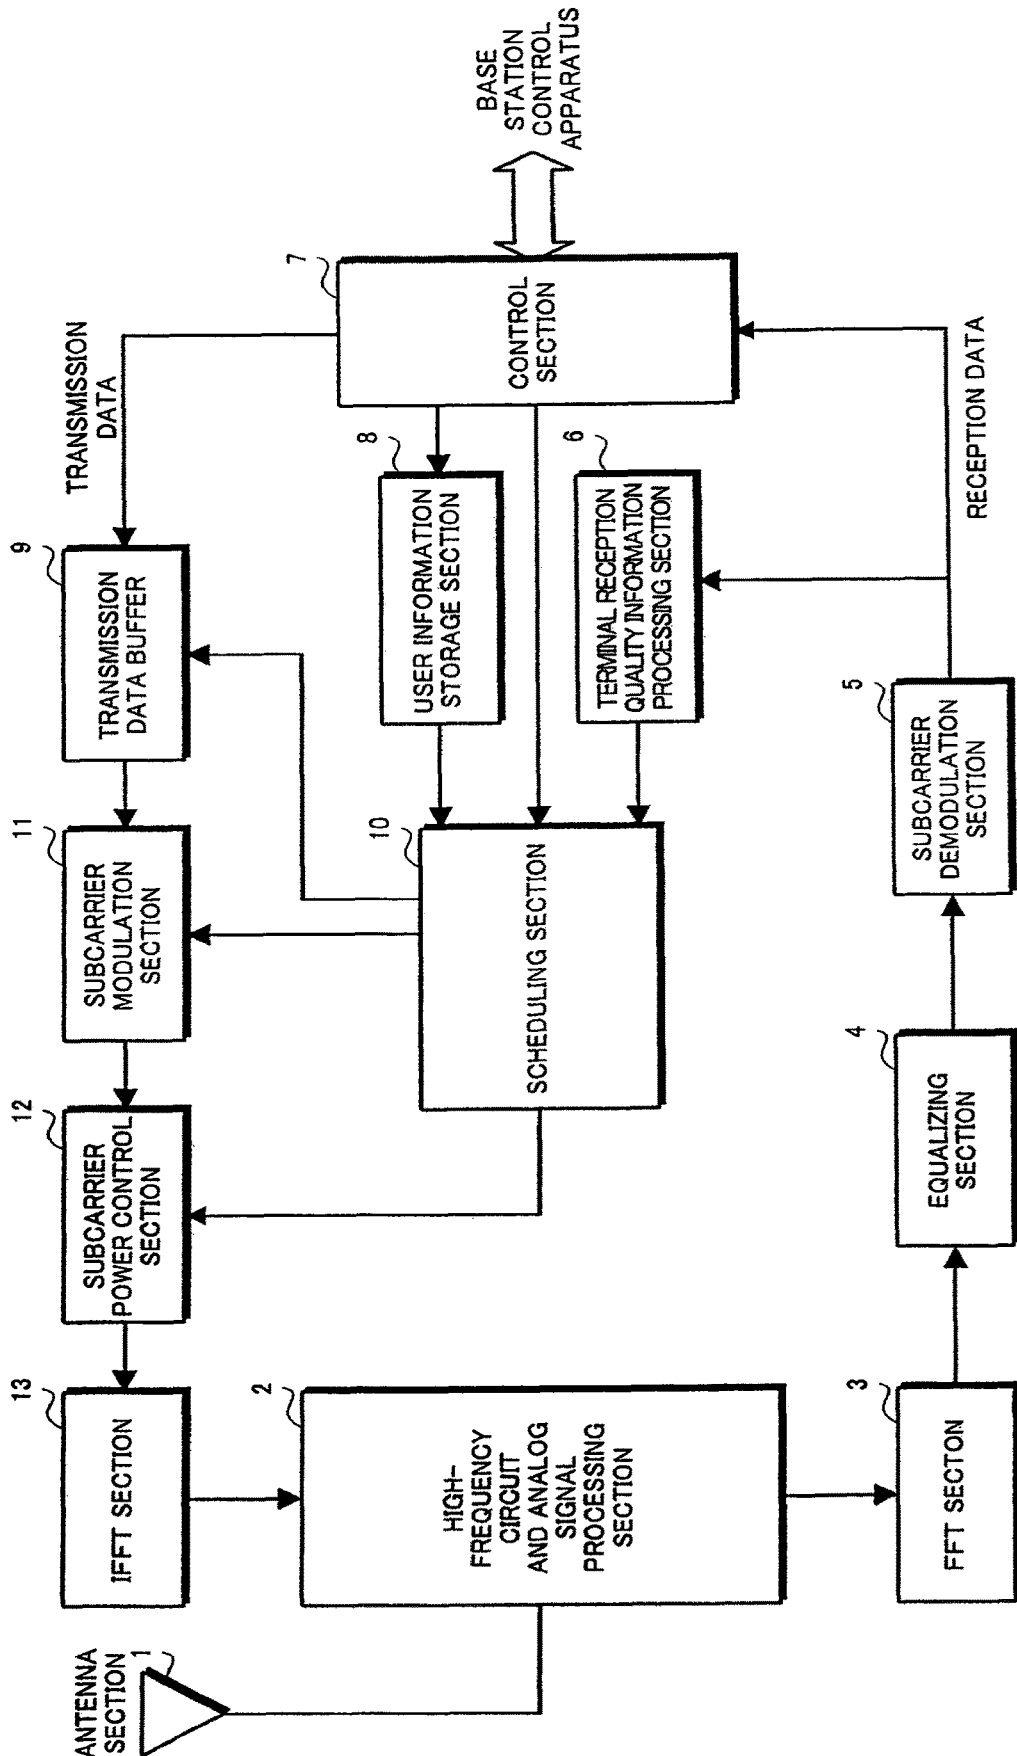 ANTENNA
SECTION
1
13
IFFT SECTION
12
SUBCARRIER
POWER CONTROL
SECTION
11
SUBCARRIER
MODULATION
SECTION
9
TRANSMISSION
DATA BUFFER
TRANSMISSION
DATA
2
HIGH-
FREQUENCY
CIRCUIT
AND ANALOG
SIGNAL
PROCESSING
SECTION
10
SCHEDULING SECTION
8
USER INFORMATION
STORAGE SECTION
6
TERMINAL RECEPTION
QUALITY INFORMATION
PROCESSING SECTION
7
CONTROL
SECTION
BASE
STATION
CONTROL
APPARATUS
3
FFT SECTON
4
EQUALIZING
SECTION
5
SUBCARRIER
DEMODULATION
SECTION
RECEPTION DATA